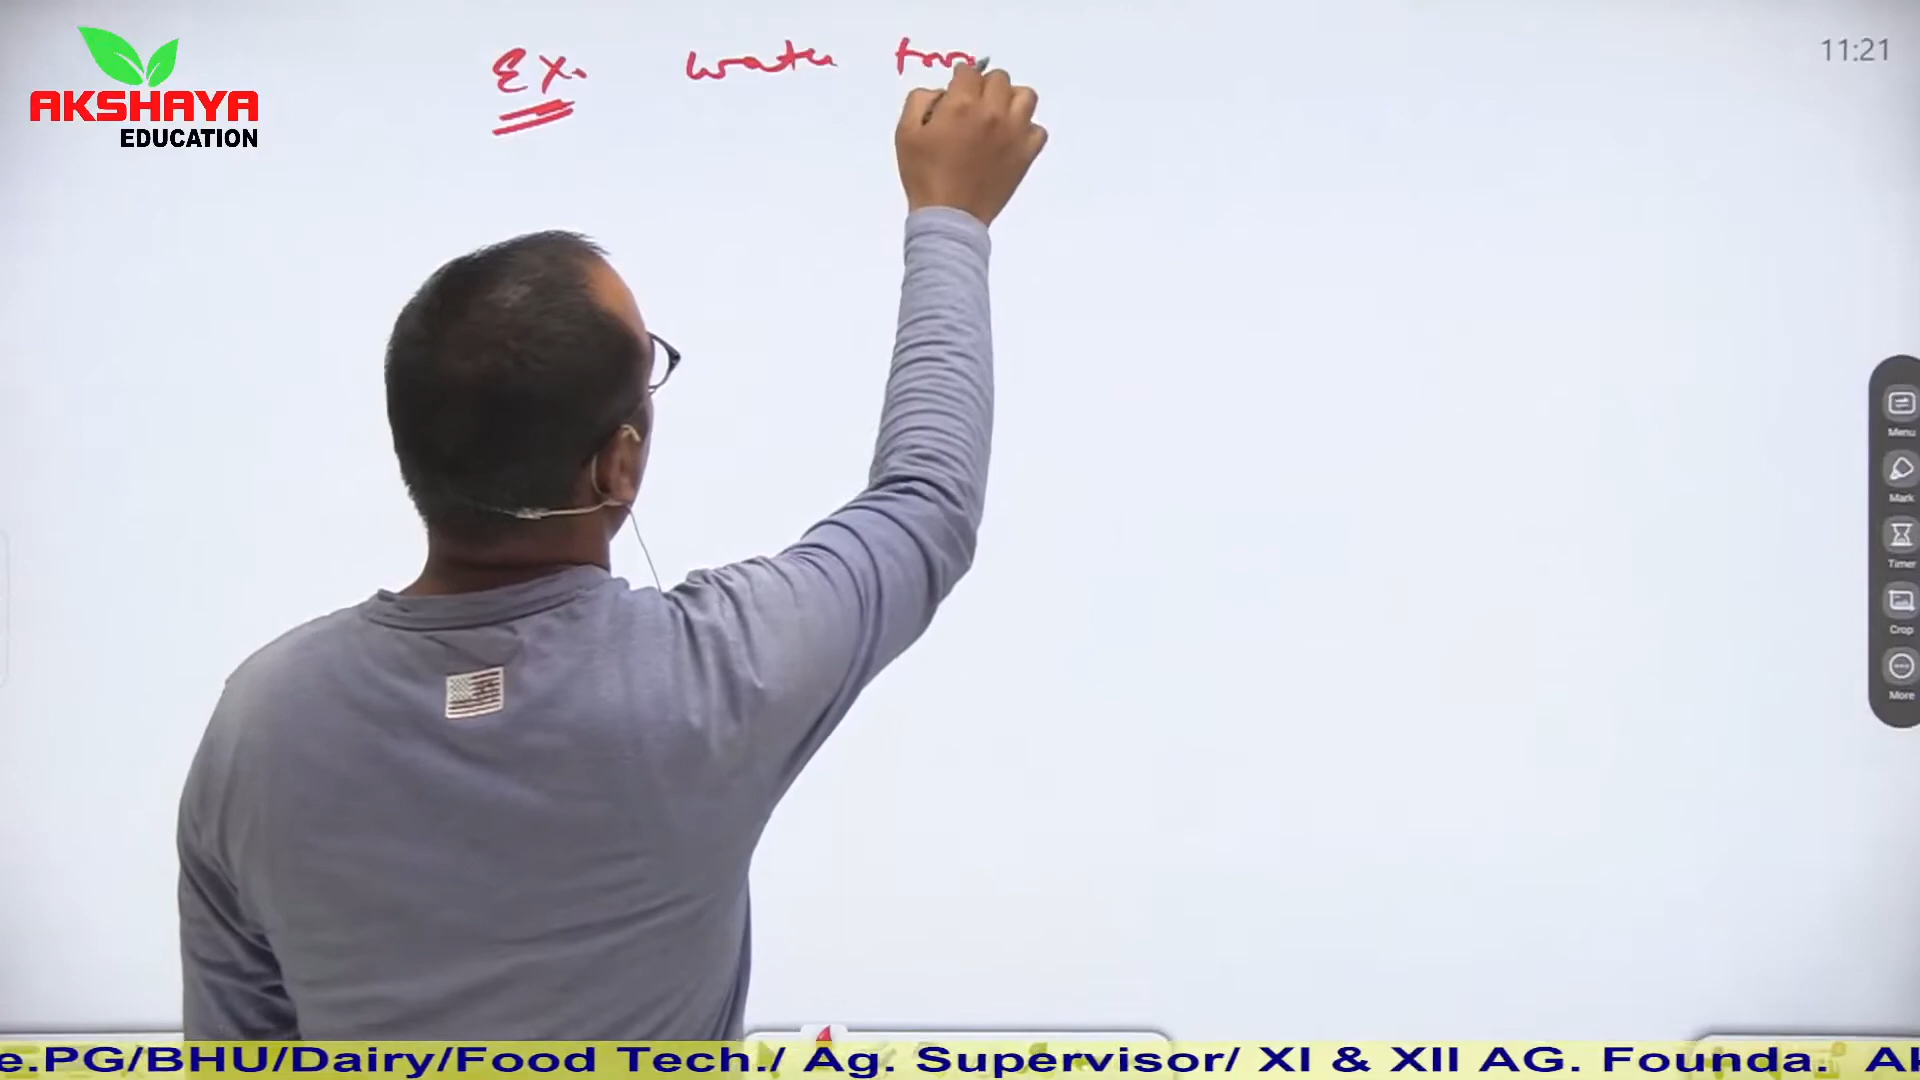 AKSHAYA
EDUCATION
Ex. water
11:21
Menu
Mark
Timer
Crop
More
e.PG/BHU/Dairy/Food Tech./ Ag. Supervisor/ XI & XII AG. Founda. Ak